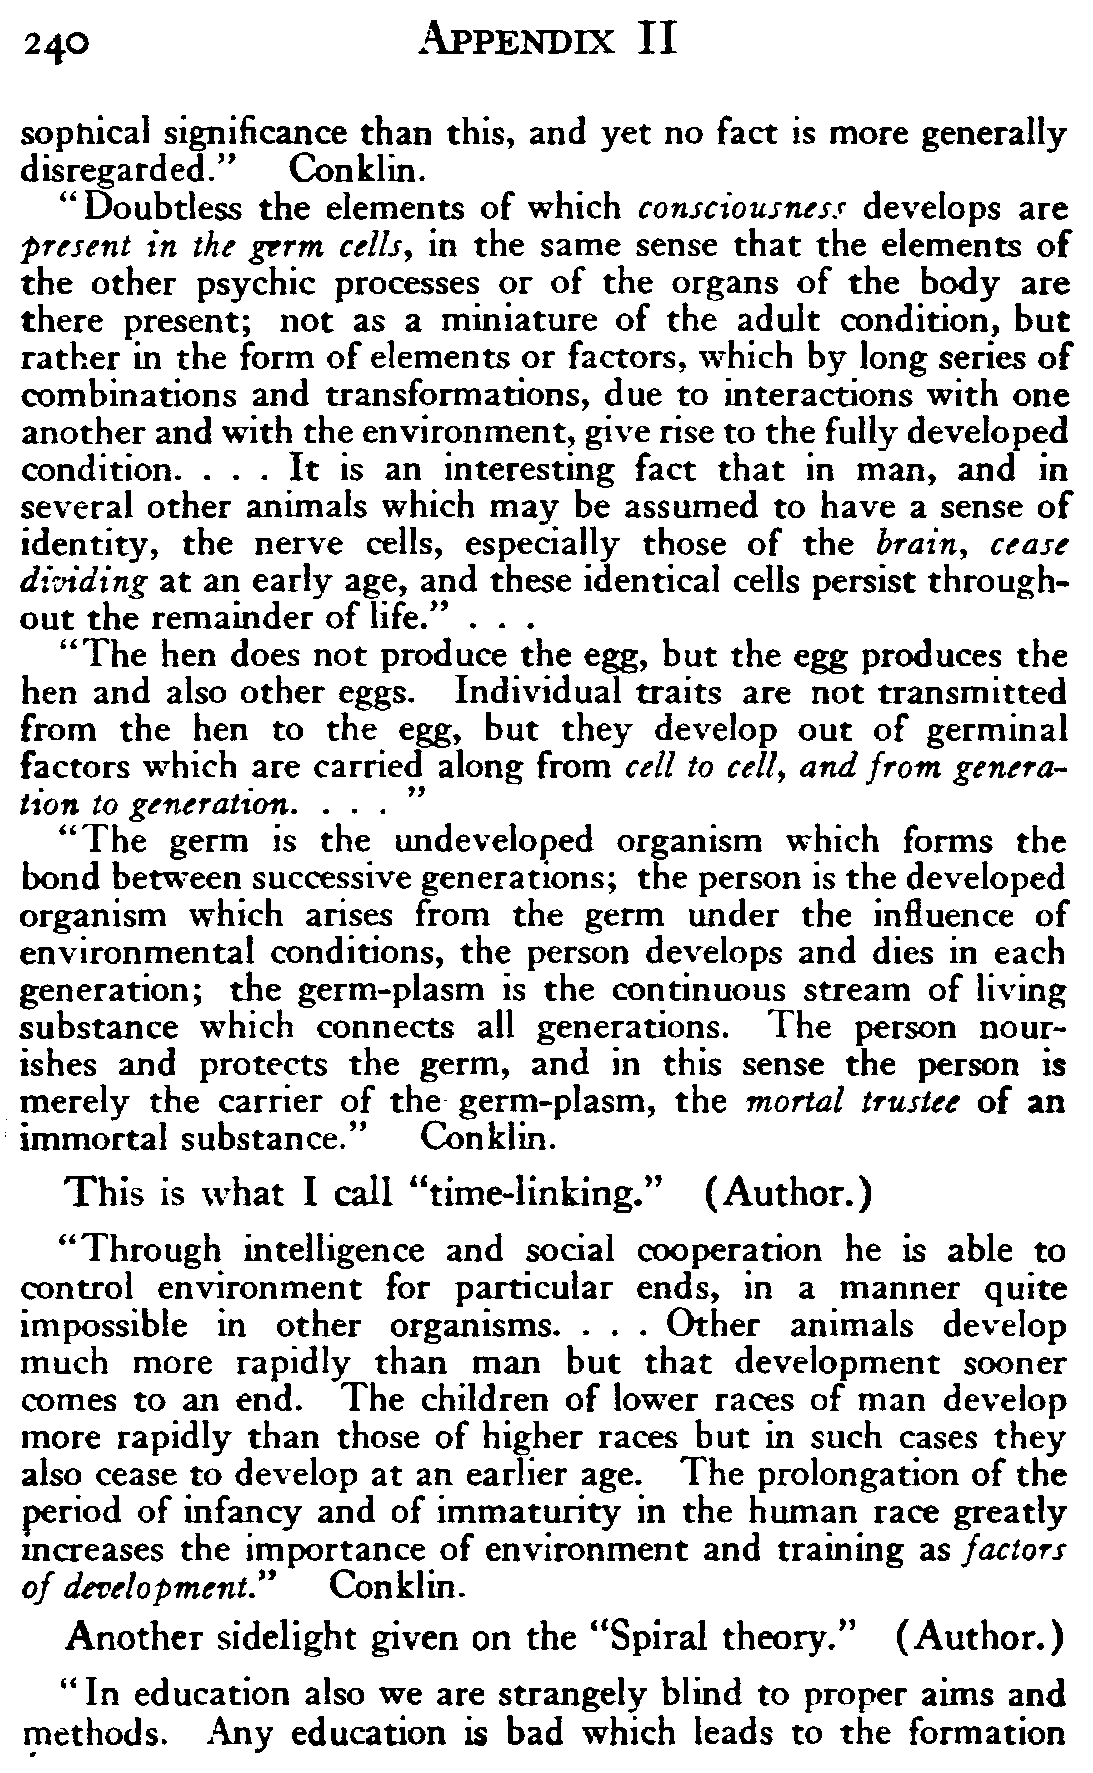 240 APPENDIX II
sophical significance than this, and yet no fact is more generally
disregarded." Conklin.
"Doubtless the elements of which consciousness develops are
present in the germ cells, in the same sense that the elements of
the other psychic processes or of the organs of the body are
there present; not as a miniature of the adult condition, but
rather in the form of elements or factors, which by long series of
combinations and transformations, due to interactions with one
another and with the environment, give rise to the fully developed
condition. . . . It is an interesting fact that in man, and in
several other animals which may be assumed to have a sense of
identity, the nerve cells, especially those of the brain, cease
dividing at an early age, and these identical cells persist through-
out the remainder of life." . . .
"The hen does not produce the egg, but the egg produces the
hen and also other eggs. Individual traits are not transmitted
from the hen to the egg, but they develop out of germinal
factors which are carried along from cell to cell, and from genera-
tion to generation. . . . "
"The germ is the undeveloped organism which forms the
bond between successive generations; the person is the developed
organism which arises from the germ under the influence of
environmental conditions, the person develops and dies in each
generation; the germ-plasm is the continuous stream of living
substance which connects all generations. The person nour-
ishes and protects the germ, and in this sense the person is
merely the carrier of the germ-plasm, the mortal trustee of an
immortal substance." Conklin.
This is what I call "time-linking." (Author.)
"Through intelligence and social cooperation he is able to
control environment for particular ends, in a manner quite
impossible in other organisms. . . . Other animals develop
much more rapidly than man but that development sooner
comes to an end. The children of lower races of man develop
more rapidly than those of higher races but in such cases they
also cease to develop at an earlier age. The prolongation of the
period of infancy and of immaturity in the human race greatly
increases the importance of environment and training as factors
of development." Conklin.
Another sidelight given on the "Spiral theory." (Author.)
"In education also we are strangely blind to proper aims and
methods. Any education is bad which leads to the formation